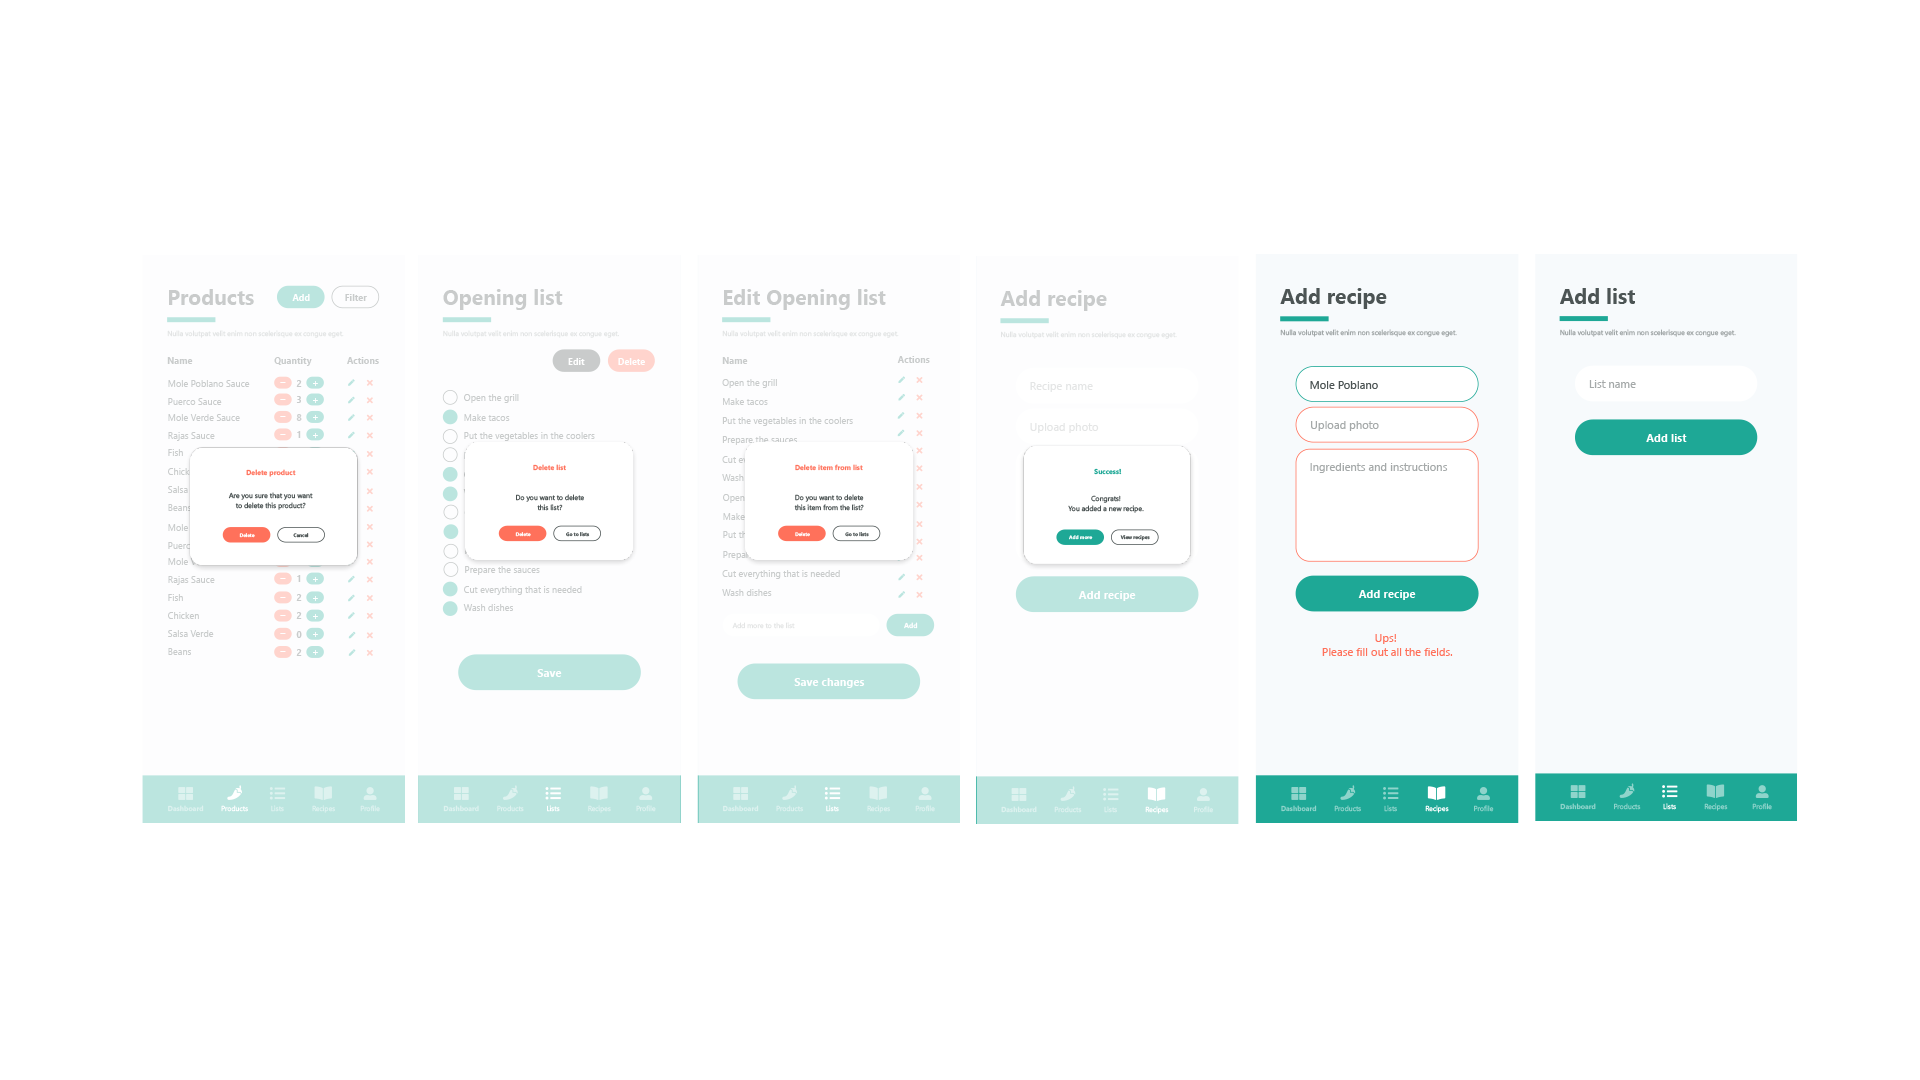 Products
Add
Filter
Nulla volutpat velit enim non scelerisque ex congue eget.
Name Quantity Actions
Mole Poblano Sauce 2
Puerco Sauce 3
Mole Verde Sauce 8
Rajas Sauce 1
Fish
Chick
Salsa
Beans
Mole
Puerc
Mole V
Rajas Sauce 1
Fish 2
Chicken 2
Salsa Verde 0
Beans 2
Delete product
Are you sure that you want
to delete this product?
Delete
Cancel
Dashboard Products Lists Recipes Profile
Opening list
Nulla volutpat velit enim non scelerisque ex congue eget.
Edit
Delete
Open the grill
Make tacos
Put the vegetables in the coolers
Delete list
Do you want to delete
this list?
Delete
Go to lists
Prepare the sauces
Cut everything that is needed
Wash dishes
Save
Dashboard Products Lists Recipes Profile
Edit Opening list
Nulla volutpat velit enim non scelerisque ex congue eget.
Name Actions
Open the grill
Make tacos
Put the vegetables in the coolers
Prepare the sauces
Cut ev
Wash
Open
Make
Put th
Prepa
Cut everything that is needed
Wash dishes
Delete item from list
Do you want to delete
this item from the list?
Delete
Go to lists
Add more to the list
Add
Save changes
Dashboard Products Lists Recipes Profile
Add recipe
Nulla volutpat velit enim non scelerisque ex congue eget.
Recipe name
Upload photo
Success!
Congrats!
You added a new recipe.
Add more
View recipes
Add recipe
Dashboard Products Lists Recipes Profile
Add recipe
Nulla volutpat velit enim non scelerisque ex congue eget.
Mole Poblano
Upload photo
Ingredients and instructions
Add recipe
Ups!
Please fill out all the fields.
Dashboard Products Lists Recipes Profile
Add list
Nulla volutpat velit enim non scelerisque ex congue eget.
List name
Add list
Dashboard Products Lists Recipes Profile